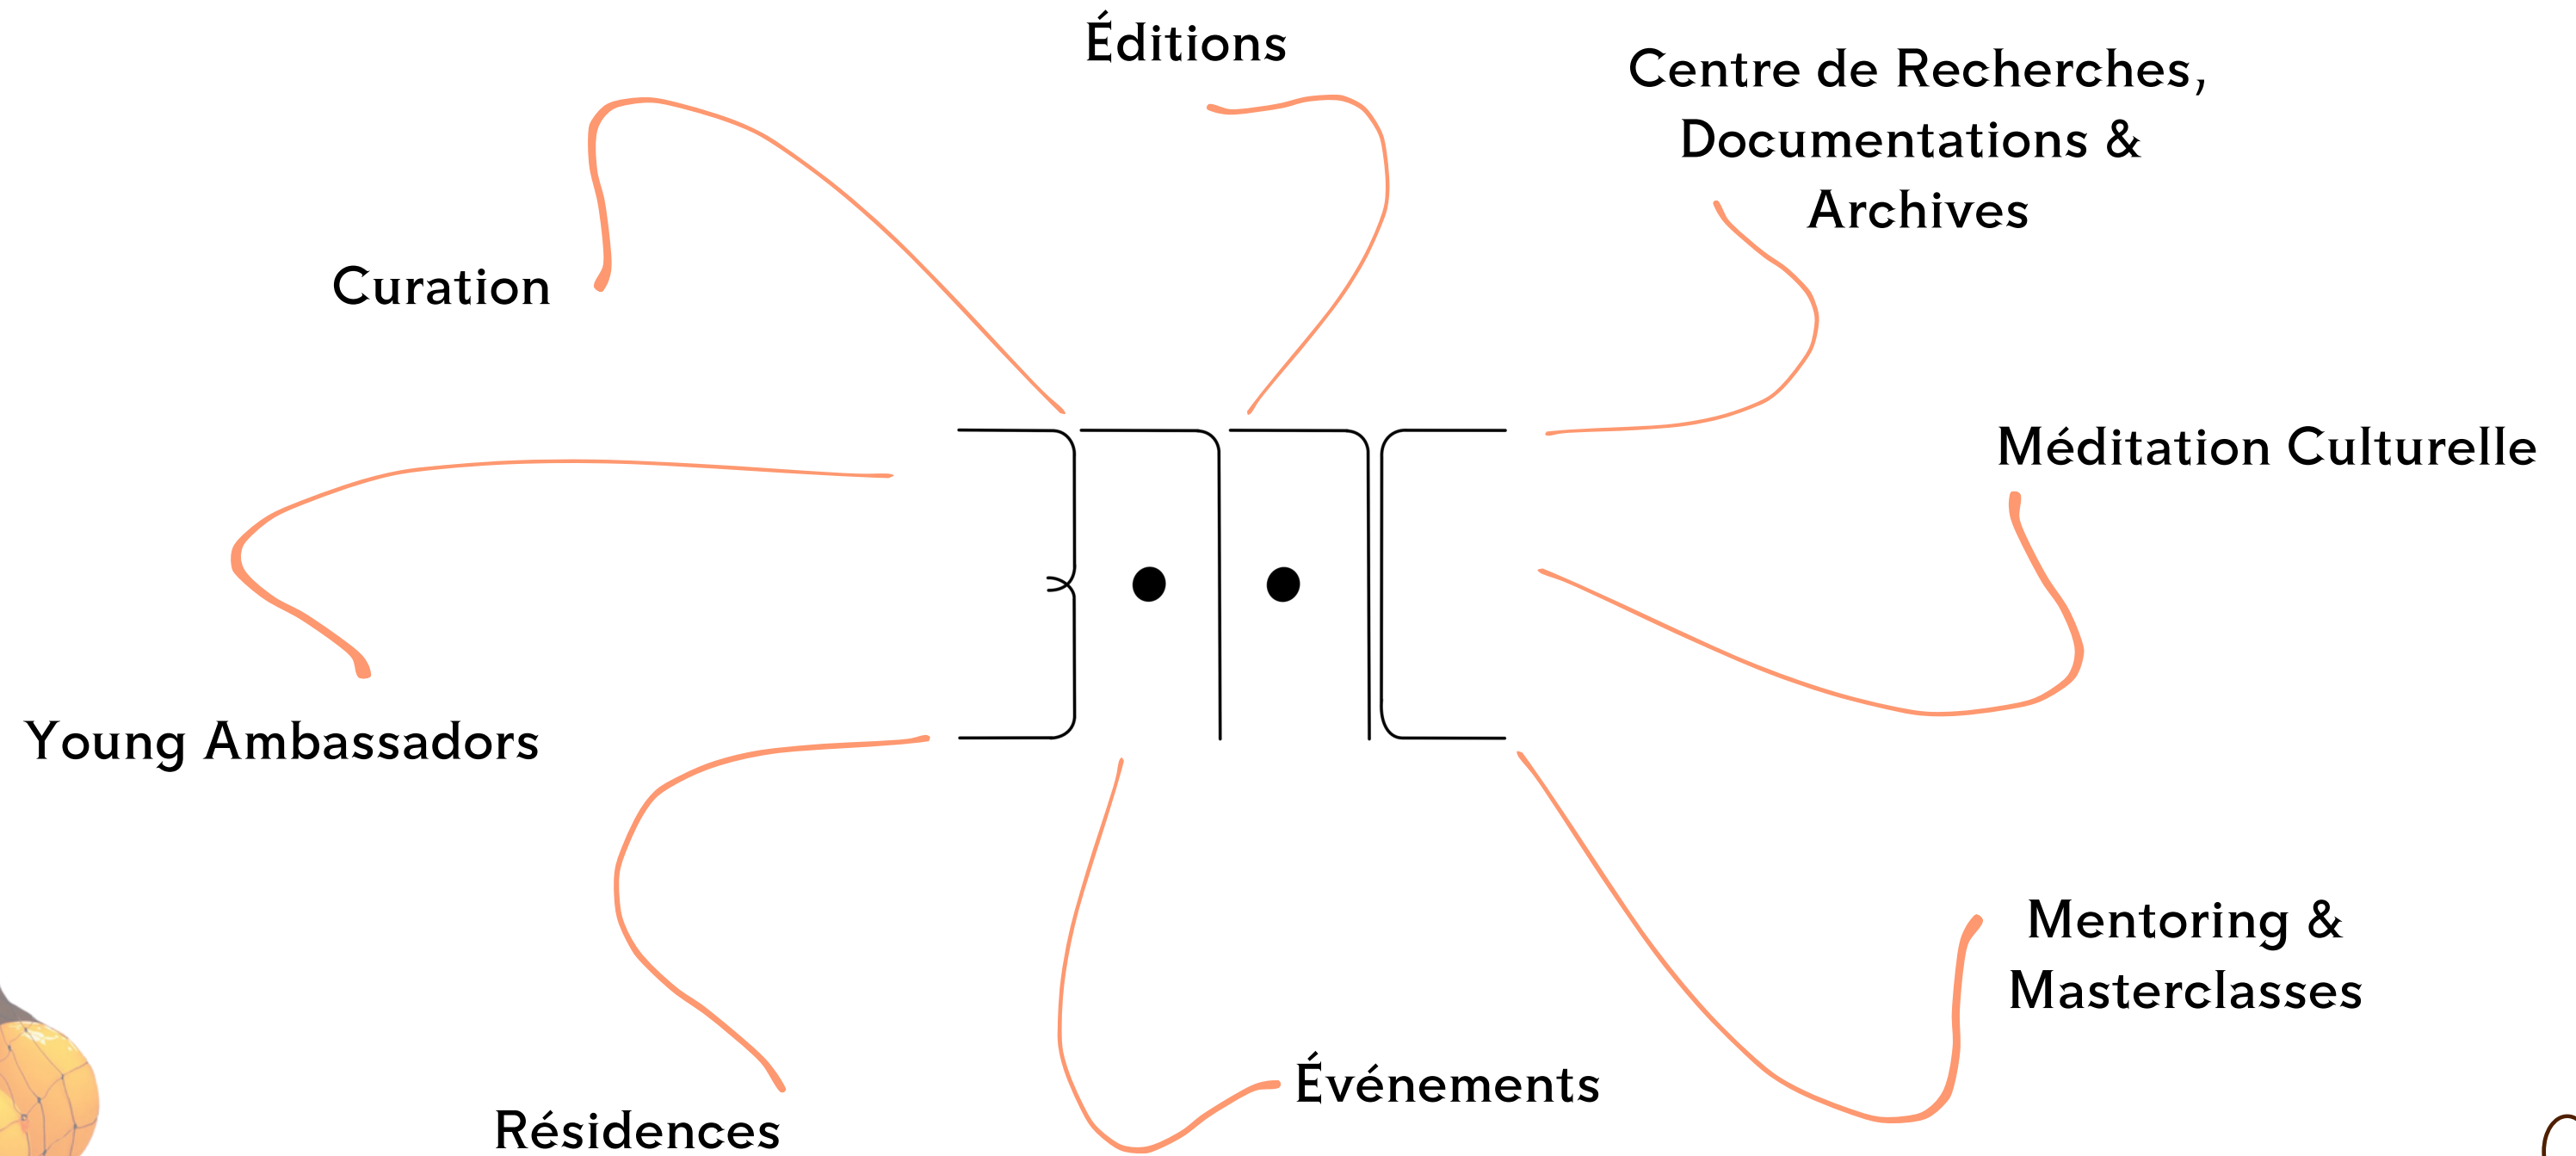 Éditions
Centre de Recherches,
Documentations &
Archives
Curation
Méditation Culturelle
Young Ambassadors
Mentoring &
Masterclasses
Événements
Résidences